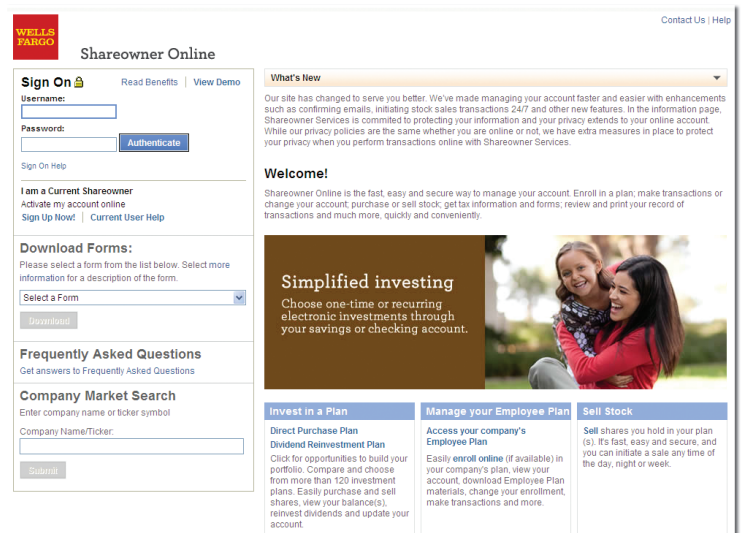 Contact Us | Help
WELLS
FARGO
Shareowner Online
Sign On
Read Benefits | View Demo
Username:
Password:
Authenticate
Sign On Help
I am a Current Shareowner
Activate my account online
Sign Up Now! | Current User Help
Download Forms:
Please select a form from the list below. Select more
information for a description of the form.
Select a Form
Download
Frequently Asked Questions
Get answers to Frequently Asked Questions
Company Market Search
Enter company name or ticker symbol
Company Name/Ticker:
Submit
What's New
Our site has changed to serve you better. We've made managing your account faster and easier with enhancements
such as confirming emails, initiating stock sales transactions 24/7 and other new features. In the information page,
Shareowner Services is commited to protecting your information and your privacy extends to your online account.
While our privacy policies are the same whether you are online or not, we have extra measures in place to protect
your privacy when you perform transactions online with Shareowner Services.
Welcome!
Shareowner Online is the fast, easy and secure way to manage your account. Enroll in a plan; make transactions or
change your account; purchase or sell stock; get tax information and forms; review and print your record of
transactions and much more, quickly and conveniently.
Simplified investing
Choose one-time or recurring
electronic investments through
your savings or checking account.
Invest in a Plan
Direct Purchase Plan
Dividend Reinvestment Plan
Click for opportunities to build your
portfolio. Compare and choose
from more than 120 investment
plans. Easily purchase and sell
shares, view your balance(s),
reinvest dividends and update your
account.
Manage your Employee Plan
Access your company's
Employee Plan
Easily enroll online (if available) in
your company's plan, view your
account, download Employee Plan
materials, change your enrollment,
make transactions and more.
Sell Stock
Sell shares you hold in your plan
(s). It's fast, easy and secure, and
you can initiate a sale any time of
the day, night or week.